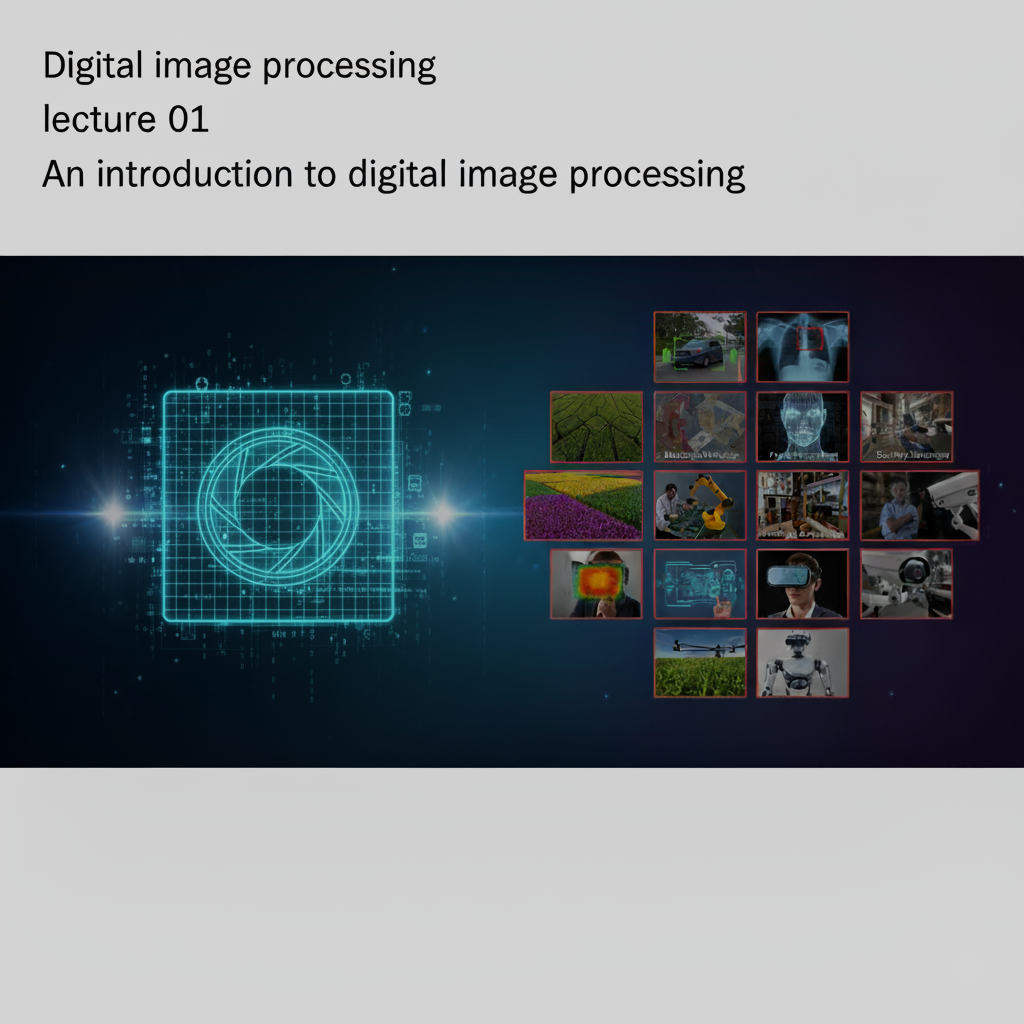 Digital image processing
lecture 01
An introduction to digital image processing